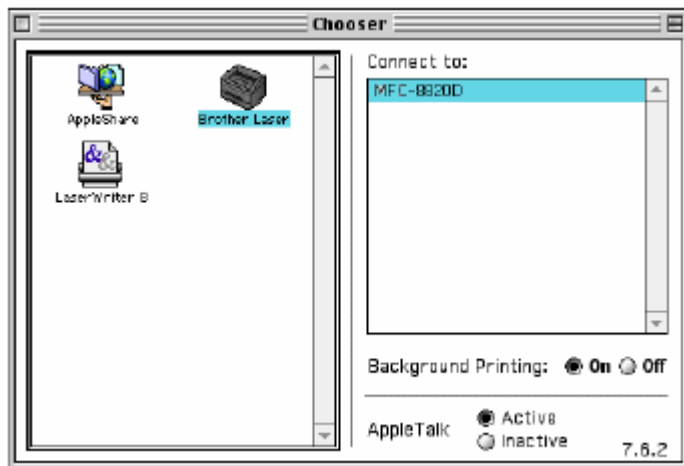 Chooser
AppleShare
Brother Laser
LaserWriter 8
Connect to:
MFC-8820D
Background Printing: On Off
AppleTalk Active
Inactive
7.6.2